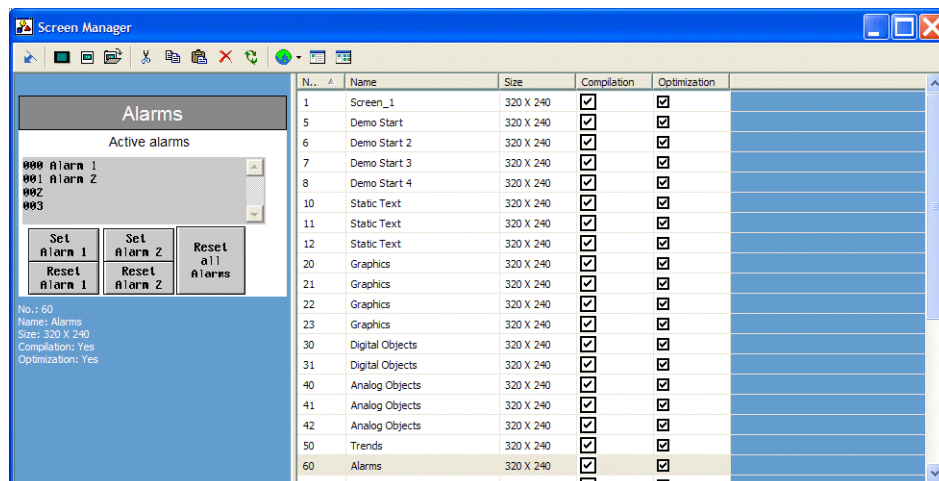 Screen Manager
Alarms
Active alarms
000 Alarm 1
001 Alarm 2
002
003
Set Alarm 1
Set Alarm 2
Reset all Alarms
Reset Alarm 1
Reset Alarm 2
No.: 60
Name: Alarms
Size: 320 X 240
Compilation: Yes
Optimization: Yes
N.. Name Size Compilation Optimization
1 Screen_1 320 X 240
5 Demo Start 320 X 240
6 Demo Start 2 320 X 240
7 Demo Start 3 320 X 240
8 Demo Start 4 320 X 240
10 Static Text 320 X 240
11 Static Text 320 X 240
12 Static Text 320 X 240
20 Graphics 320 X 240
21 Graphics 320 X 240
22 Graphics 320 X 240
23 Graphics 320 X 240
30 Digital Objects 320 X 240
31 Digital Objects 320 X 240
40 Analog Objects 320 X 240
41 Analog Objects 320 X 240
42 Analog Objects 320 X 240
50 Trends 320 X 240
60 Alarms 320 X 240